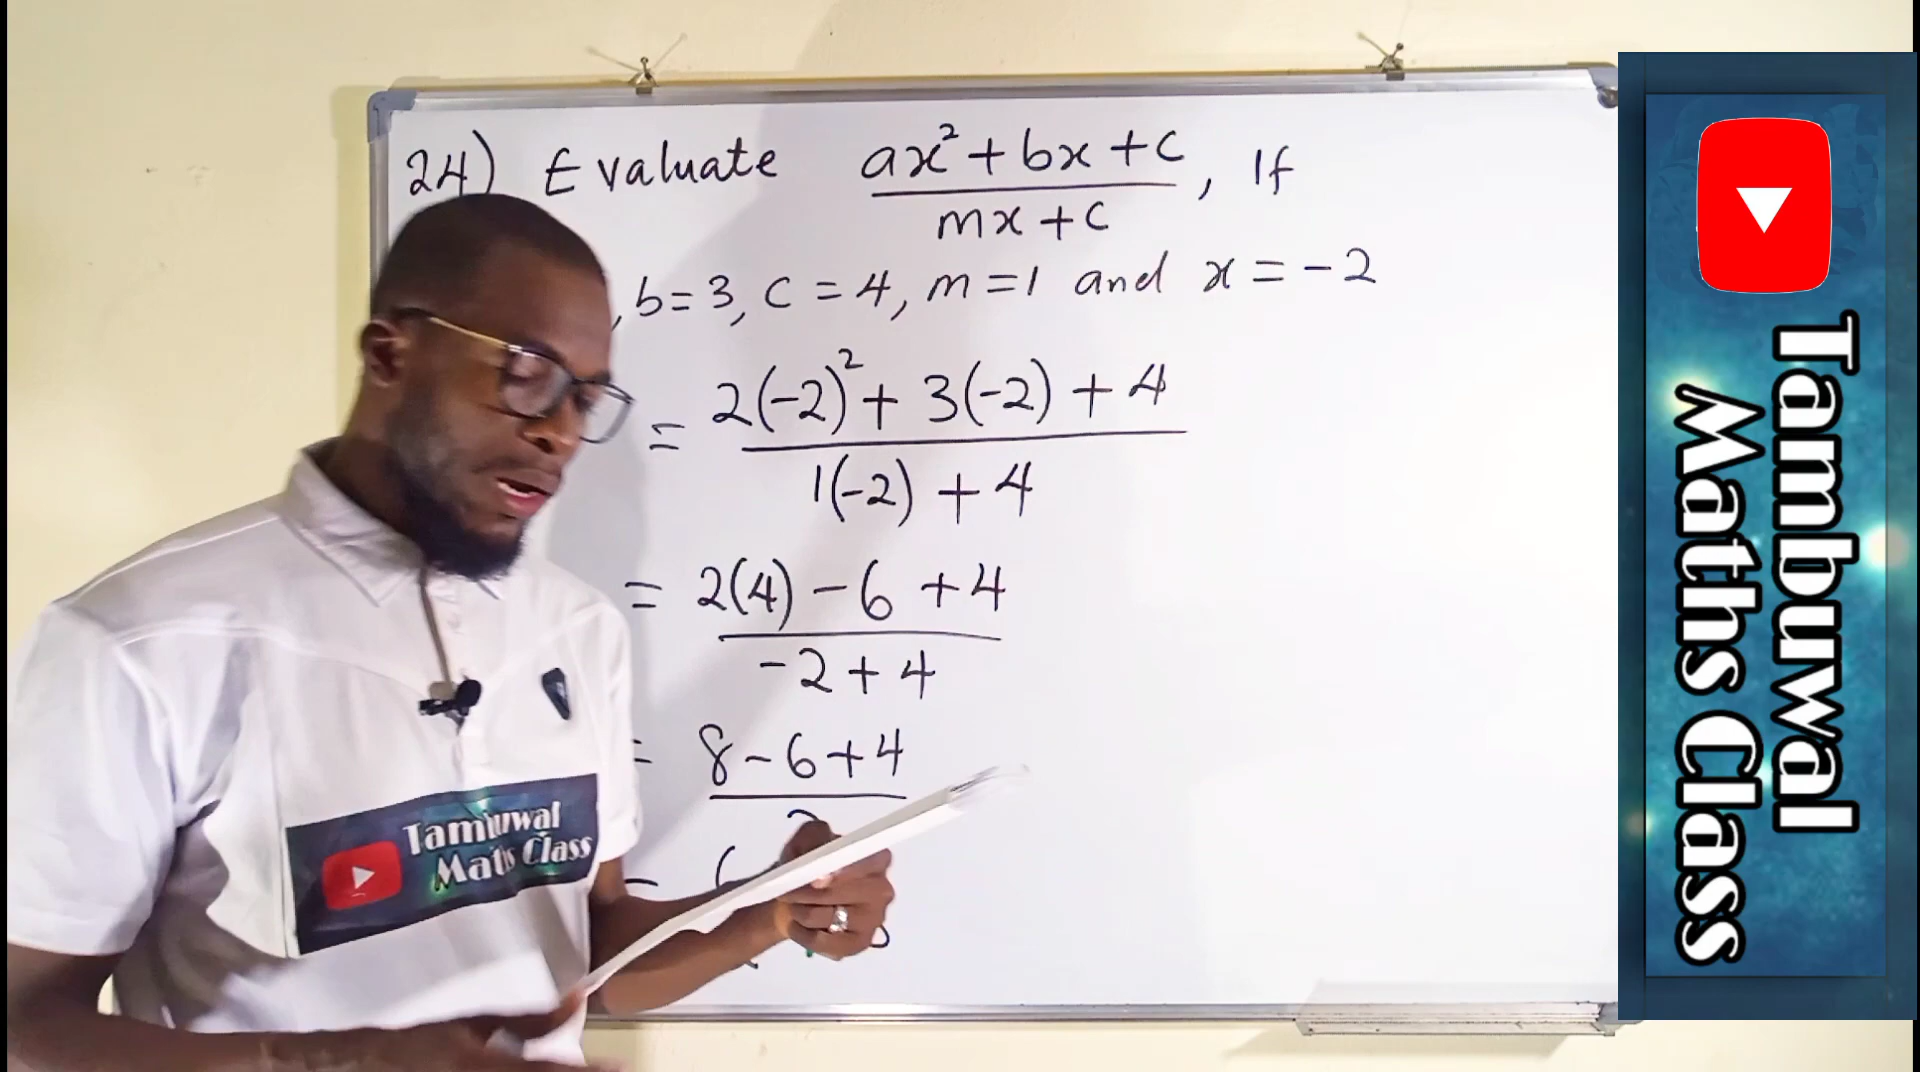 24) Evaluate ax² + bx + c / mx + c, If
, b = 3, c = 4, m = 1 and x = -2
= 2(-2)² + 3(-2) + 4 / 1(-2) + 4
= 2(4) - 6 + 4 / -2 + 4
= 8 - 6 + 4 /
=
Tambuwal
Maths Class
Tambuwal
Maths Class